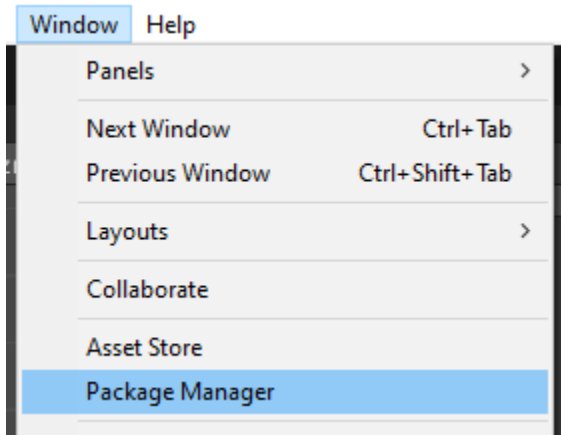 Window Help
Panels
Next Window Ctrl+Tab
Previous Window Ctrl+Shift+Tab
Layouts
Collaborate
Asset Store
Package Manager